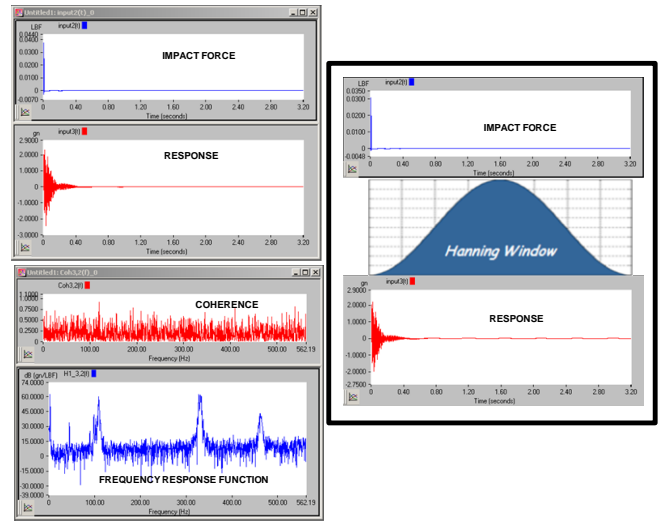 Untitled1: input2(t)_0
LBF input2(t)
IMPACT FORCE
0.0440
0.0400
0.0300
0.0200
0.0100
0
-0.0070
0 0.40 0.80 1.20 1.60 2.00 2.40 2.80 3.20
Time (seconds)
gn input3(t)
RESPONSE
2.9000
2.0000
1.0000
0
-1.0000
-2.0000
-3.0000
0 0.40 0.80 1.20 1.60 2.00 2.40 2.80 3.20
Time (seconds)
Untitled1: Coh3,2(f)_0
Coh3,2(f)
COHERENCE
1.1000
1.0000
0.7500
0.5000
0.2500
0
0 100.00 200.00 300.00 400.00 500.00 562.19
Frequency (Hz)
dB (gn/LBF) H1_3,2(f)
74.0000
60.0000
45.0000
30.0000
15.0000
0
-15.0000
-30.0000
-39.0000
FREQUENCY RESPONSE FUNCTION
0 100.00 200.00 300.00 400.00 500.00 562.19
Frequency (Hz)
LBF input2(t)
IMPACT FORCE
0.0350
0.0300
0.0200
0.0100
0
-0.0048
0 0.40 0.80 1.20 1.60 2.00 2.40 2.80 3.20
Time (seconds)
Hanning Window
gn input3(t)
RESPONSE
2.9000
2.0000
1.0000
0
-1.0000
-2.0000
-2.7500
0 0.40 0.80 1.20 1.60 2.00 2.40 2.80 3.20
Time (seconds)